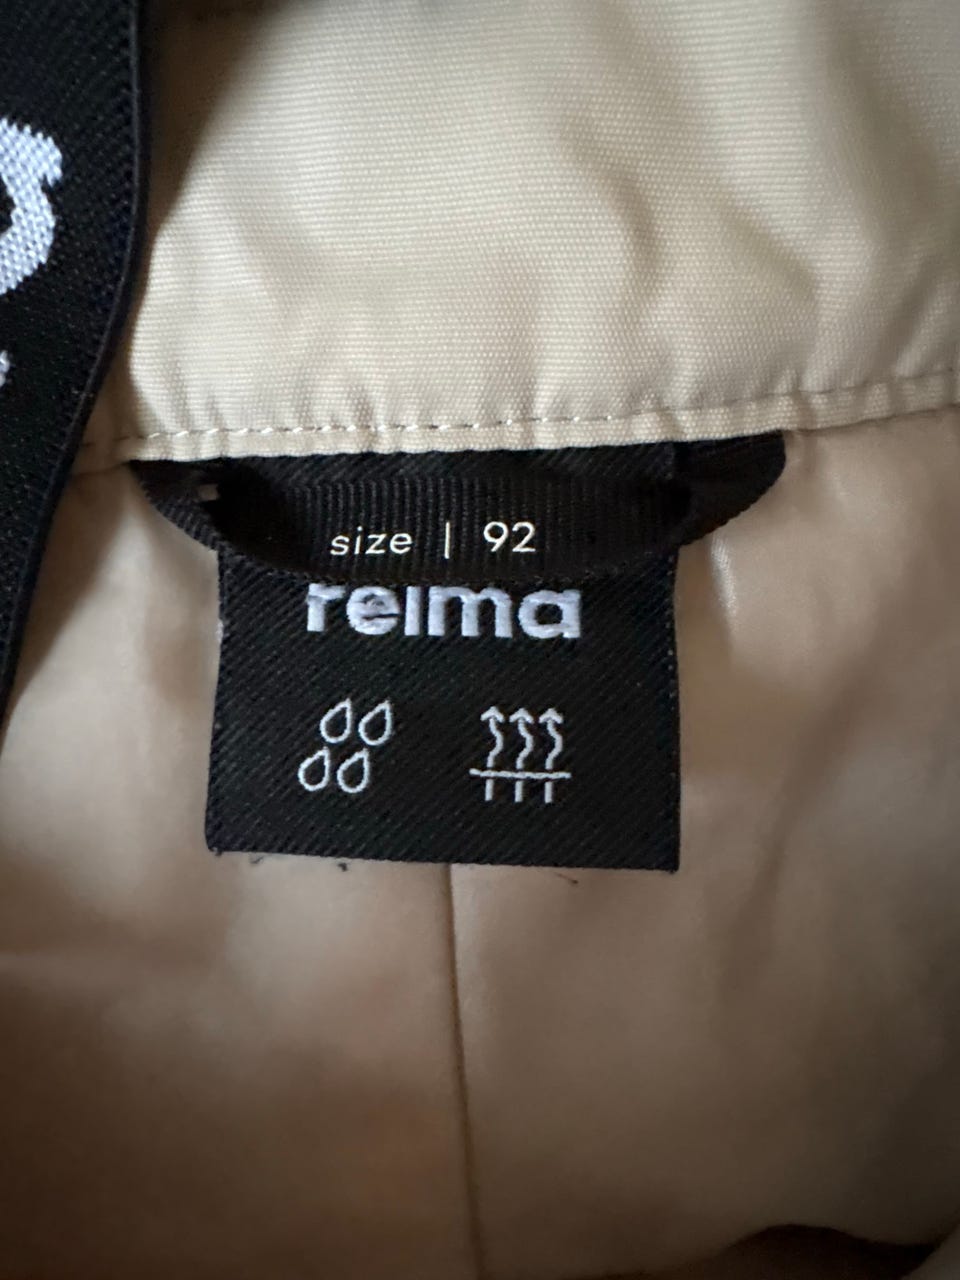 size | 92
reima